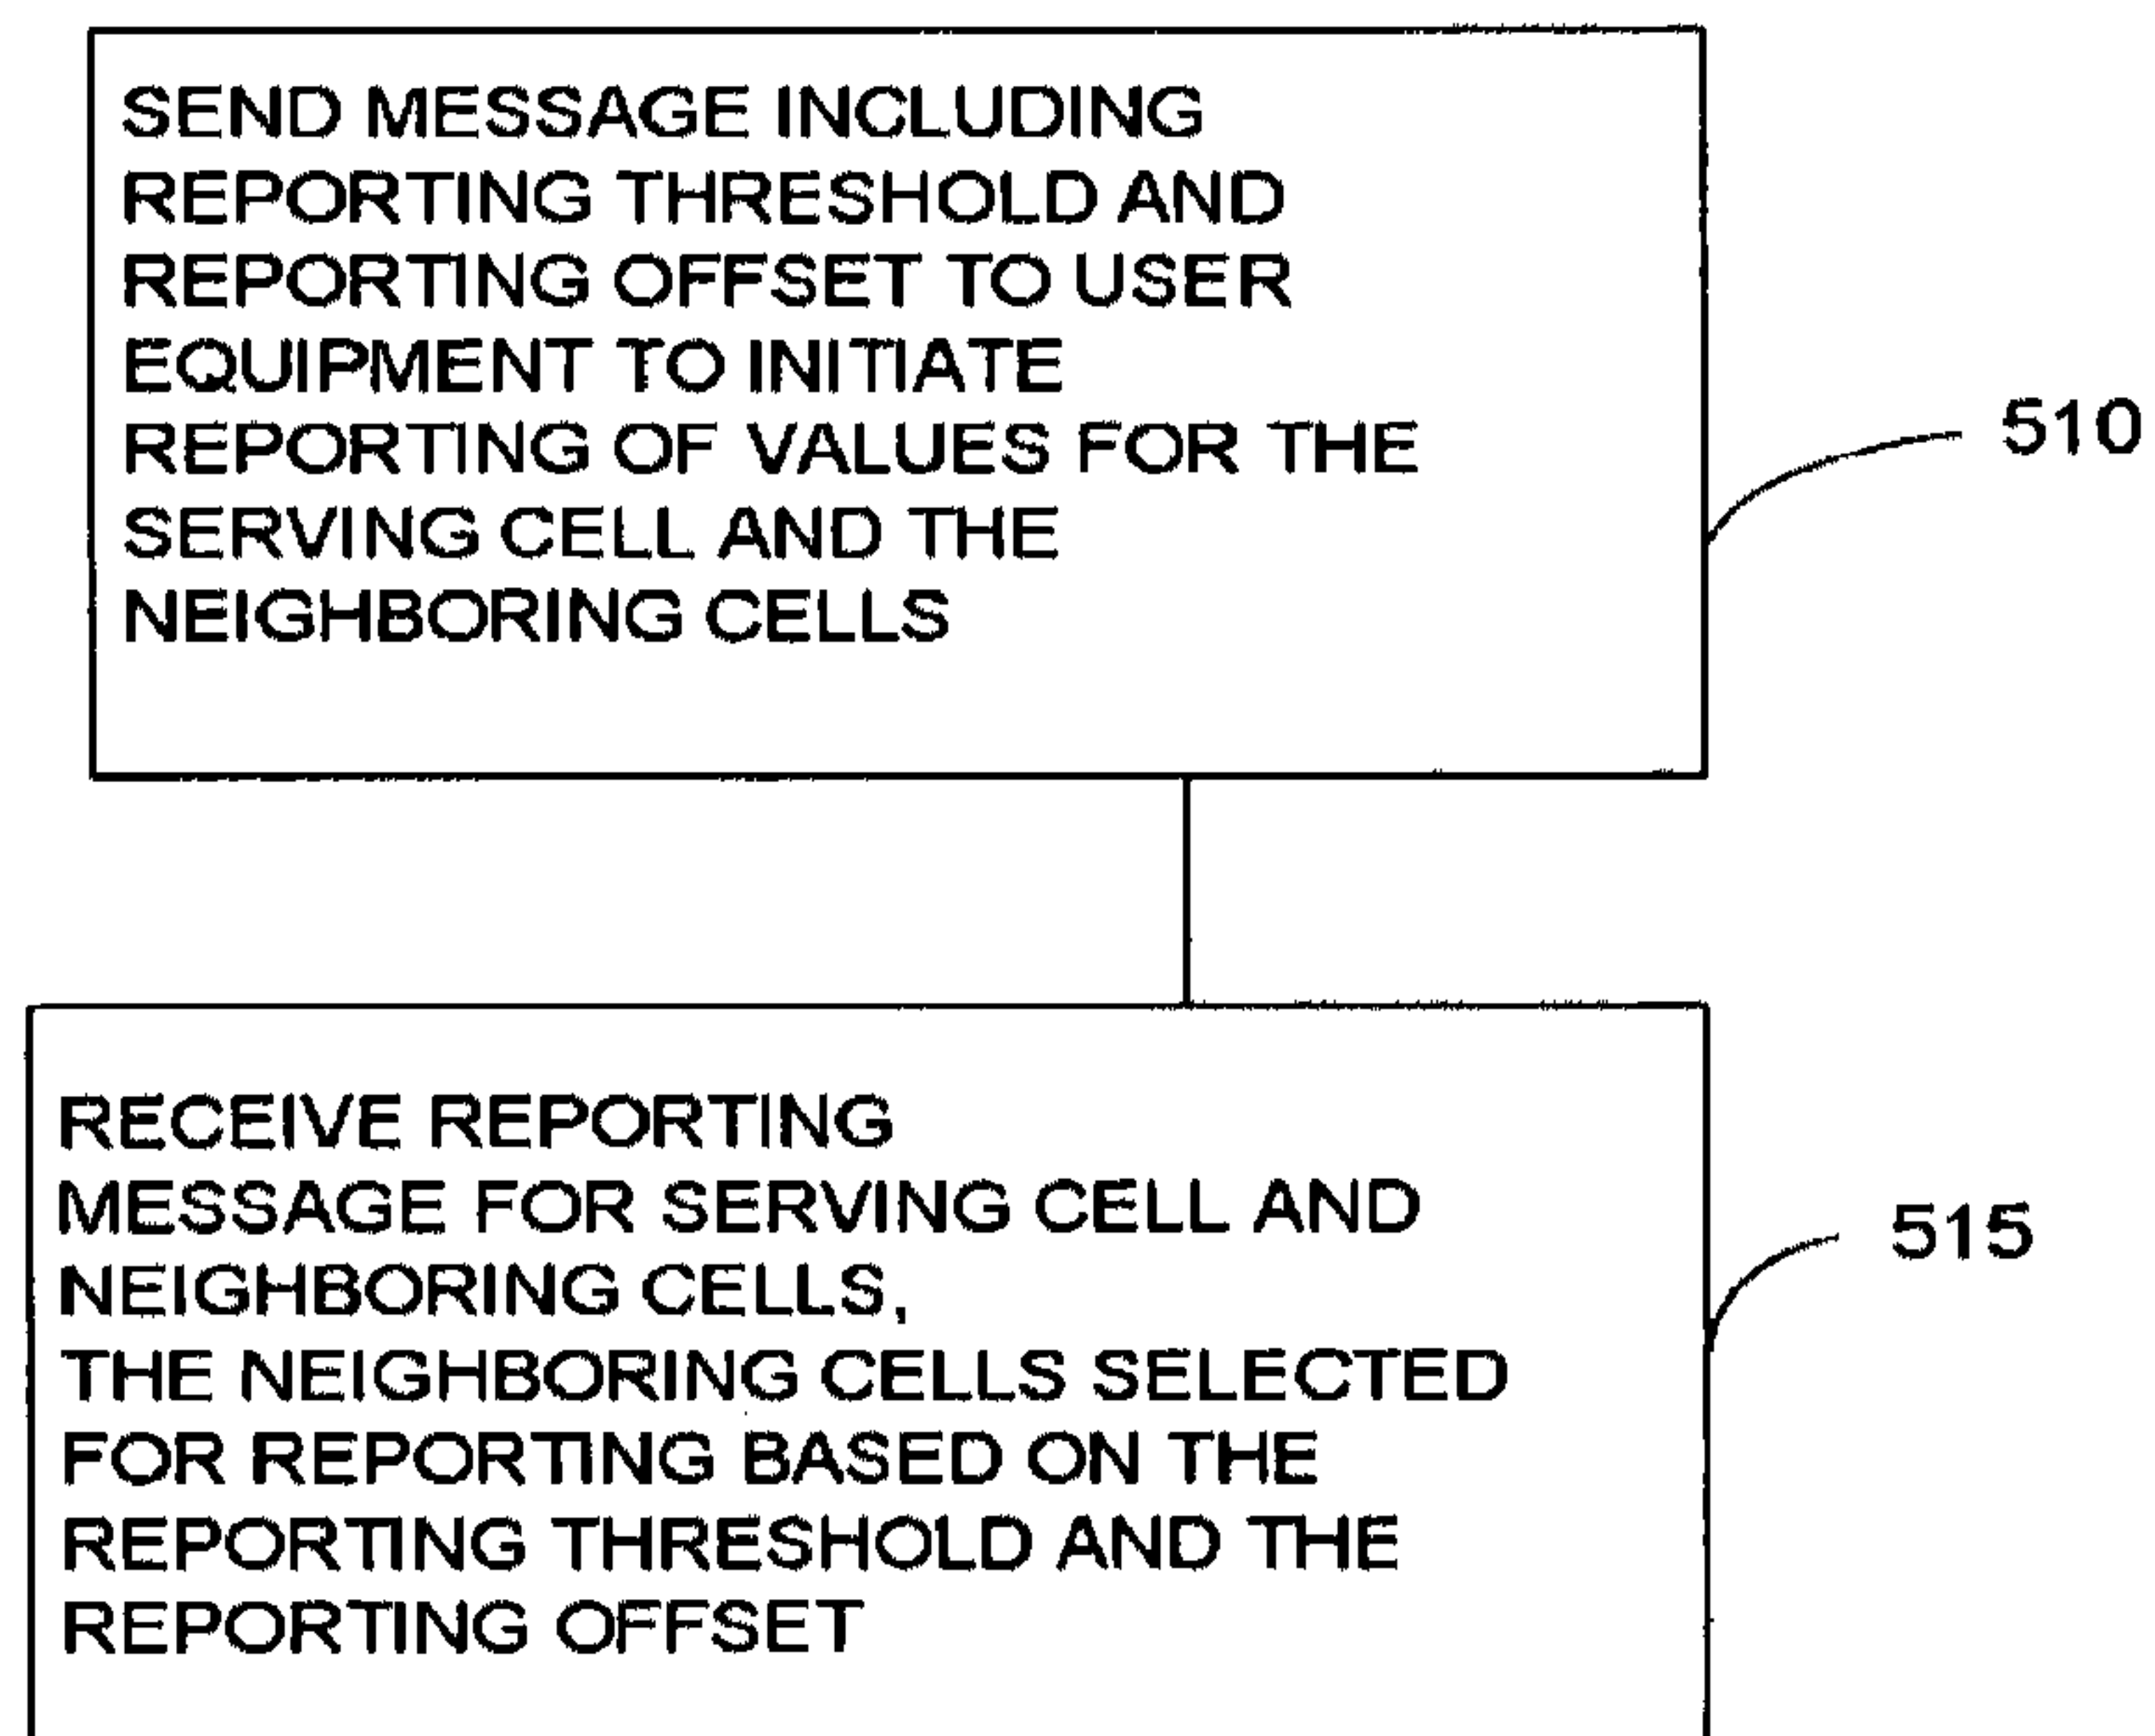 SEND MESSAGE INCLUDING
REPORTING THRESHOLD AND
REPORTING OFFSET TO USER
EQUIPMENT TO INITIATE
REPORTING OF VALUES FOR THE
SERVING CELL AND THE
NEIGHBORING CELLS
510
RECEIVE REPORTING
MESSAGE FOR SERVING CELL AND
NEIGHBORING CELLS,
THE NEIGHBORING CELLS SELECTED
FOR REPORTING BASED ON THE
REPORTING THRESHOLD AND THE
REPORTING OFFSET
515